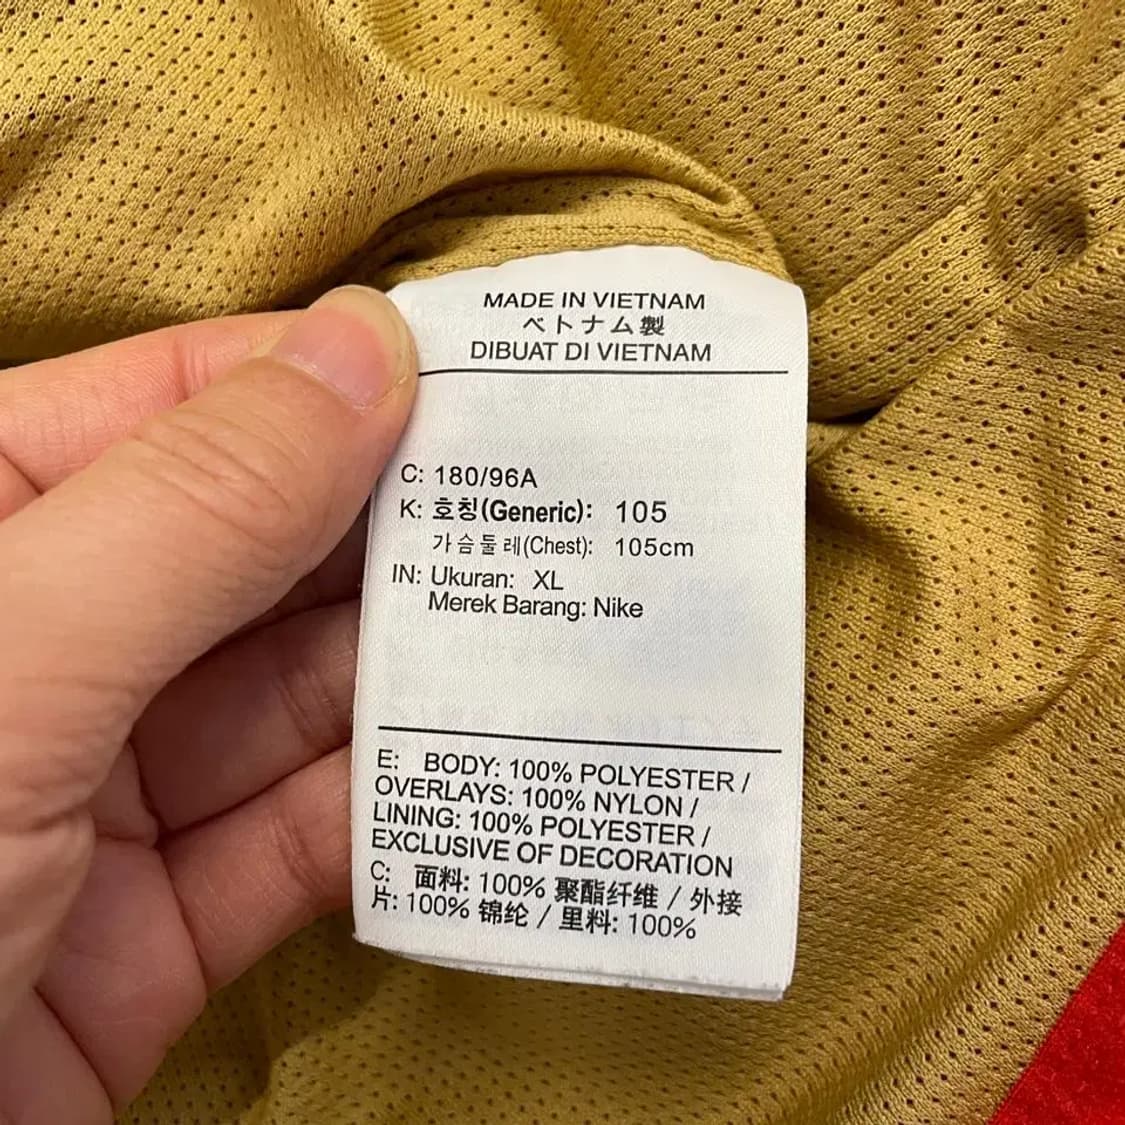 MADE IN VIETNAM
ベトナム製
DIBUAT DI VIETNAM
C: 180/96A
K: 호칭(Generic): 105
가슴둘레(Chest): 105cm
IN: Ukuran: XL
Merek Barang: Nike
E: BODY: 100% POLYESTER /
OVERLAYS: 100% NYLON /
LINING: 100% POLYESTER /
EXCLUSIVE OF DECORATION
C: 面料: 100% 聚酯纤维 / 外接
片: 100% 锦纶 / 里料: 100%